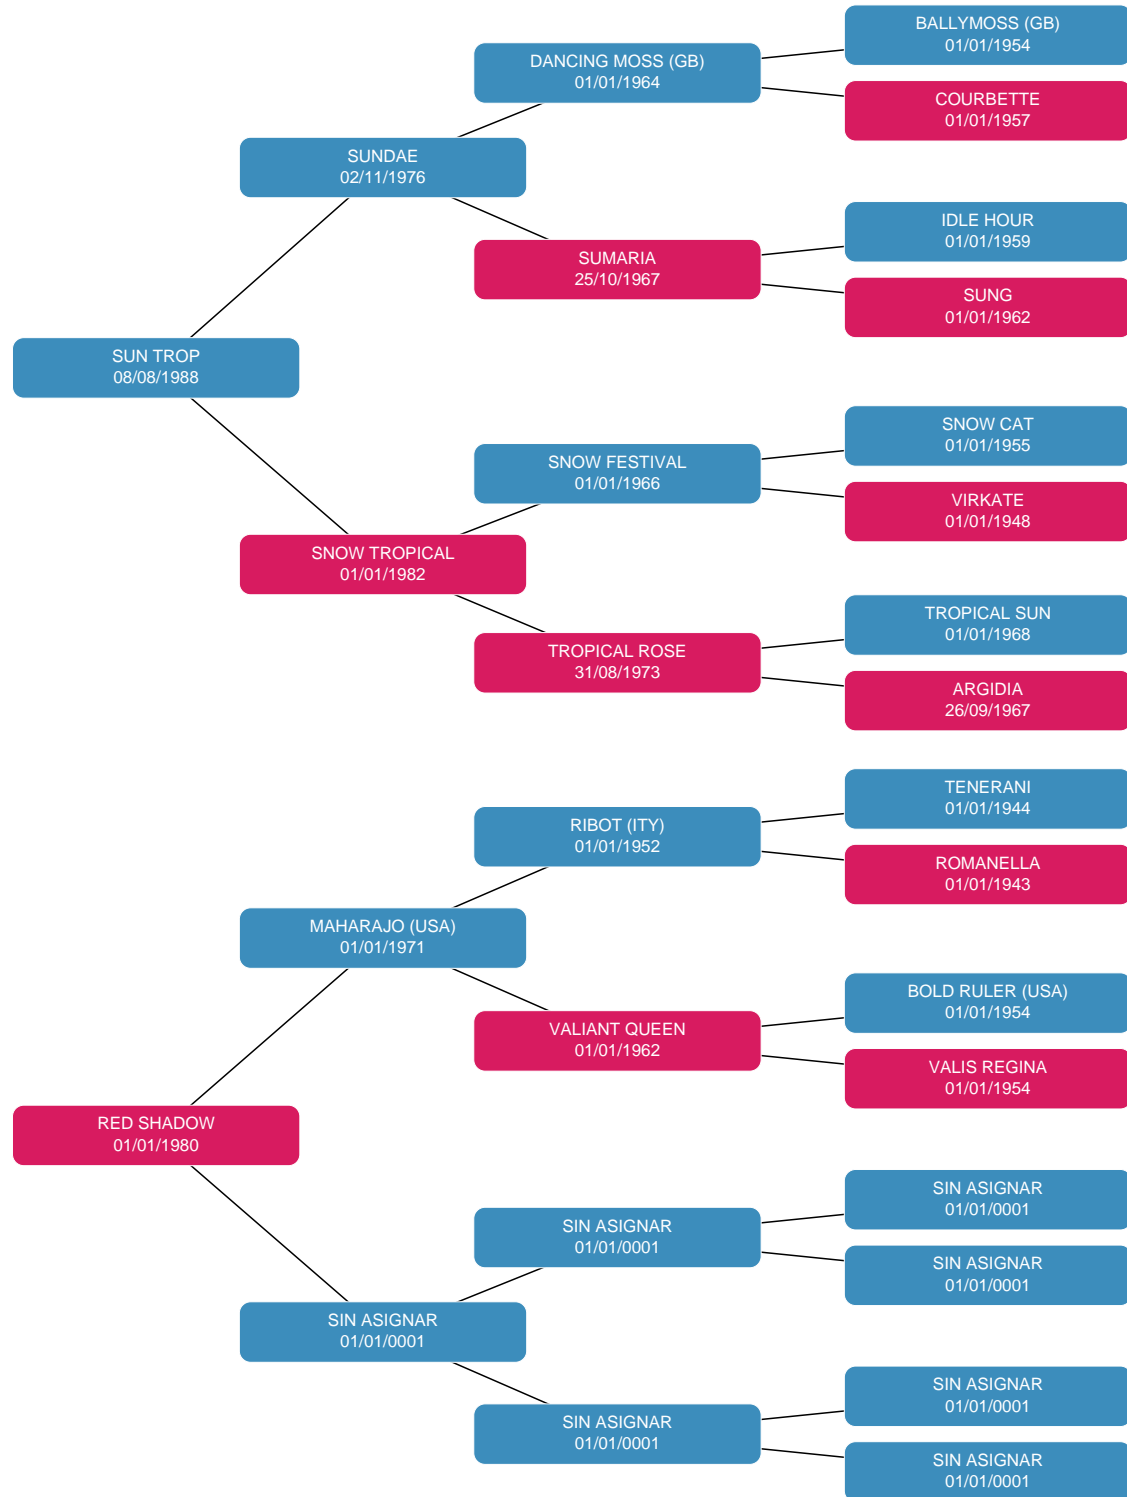 BALLYMOSS (GB)
01/01/1954
DANCING MOSS (GB)
01/01/1964
COURBETTE
01/01/1957
SUNDAE
02/11/1976
IDLE HOUR
01/01/1959
SUMARIA
25/10/1967
SUNG
01/01/1962
SUN TROP
08/08/1988
SNOW CAT
01/01/1955
SNOW FESTIVAL
01/01/1966
VIRKATE
01/01/1948
SNOW TROPICAL
01/01/1982
TROPICAL SUN
01/01/1968
TROPICAL ROSE
31/08/1973
ARGIDIA
26/09/1967
TENERANI
01/01/1944
RIBOT (ITY)
01/01/1952
ROMANELLA
01/01/1943
MAHARAJO (USA)
01/01/1971
BOLD RULER (USA)
01/01/1954
VALIANT QUEEN
01/01/1962
VALIS REGINA
01/01/1954
RED SHADOW
01/01/1980
SIN ASIGNAR
01/01/0001
SIN ASIGNAR
01/01/0001
SIN ASIGNAR
01/01/0001
SIN ASIGNAR
01/01/0001
SIN ASIGNAR
01/01/0001
SIN ASIGNAR
01/01/0001
SIN ASIGNAR
01/01/0001